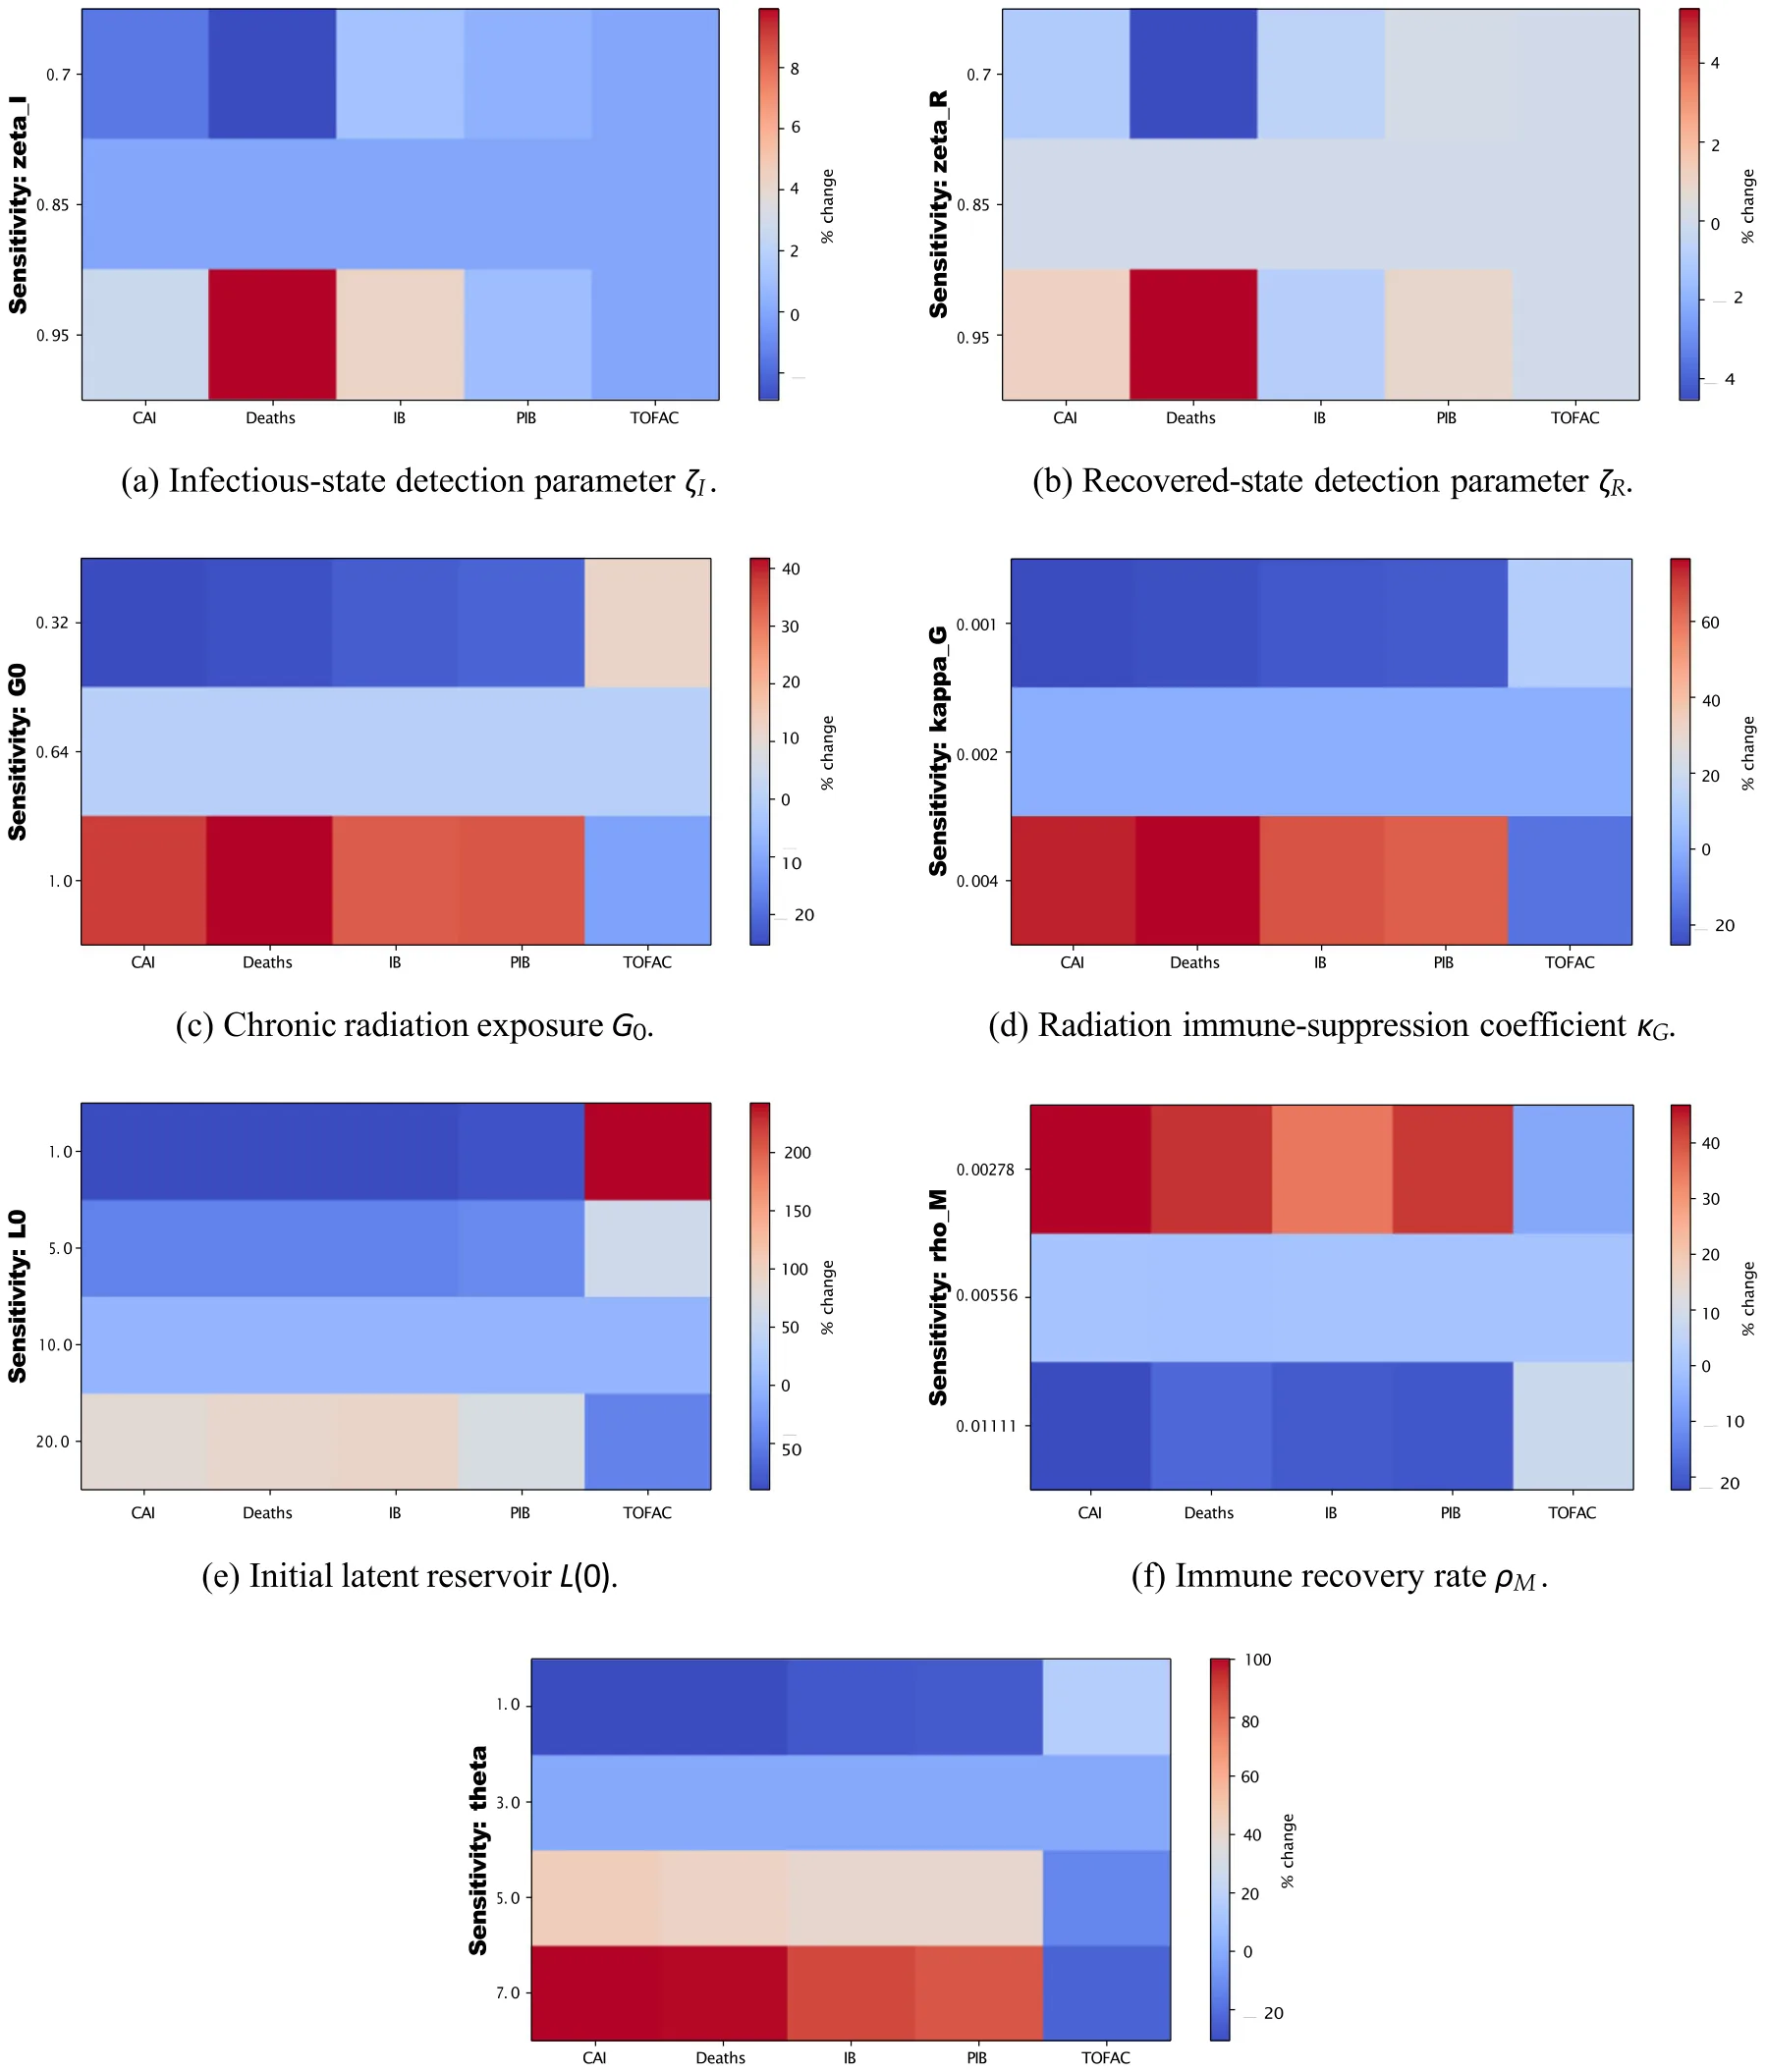 Sensitivity: zeta_I
0.7
0.85
0.95
CAI Deaths IB PIB TOFAC
8
6
4
2
0
—
% change
(a) Infectious-state detection parameter ζI.
Sensitivity: zeta_R
0.7
0.85
0.95
CAI Deaths IB PIB TOFAC
4
2
0
— 2
— 4
% change
(b) Recovered-state detection parameter ζR.
Sensitivity: G0
0.32
0.64
1.0
CAI Deaths IB PIB TOFAC
40
30
20
10
0
—
10
— 20
% change
(c) Chronic radiation exposure G0.
Sensitivity: kappa_G
0.001
0.002
0.004
CAI Deaths IB PIB TOFAC
60
40
30
20
0
— 20
% change
(d) Radiation immune-suppression coefficient κG.
Sensitivity: L0
1.0
5.0
10.0
20.0
CAI Deaths IB PIB TOFAC
200
150
100
50
0
—
50
% change
(e) Initial latent reservoir L(0).
Sensitivity: rho_M
0.00278
0.00556
0.01111
CAI Deaths IB PIB TOFAC
40
30
20
10
0
— 10
— 20
% change
(f) Immune recovery rate ρM.
Sensitivity: theta
1.0
3.0
5.0
7.0
CAI Deaths IB PIB TOFAC
100
80
60
40
20
0
— 20
% change